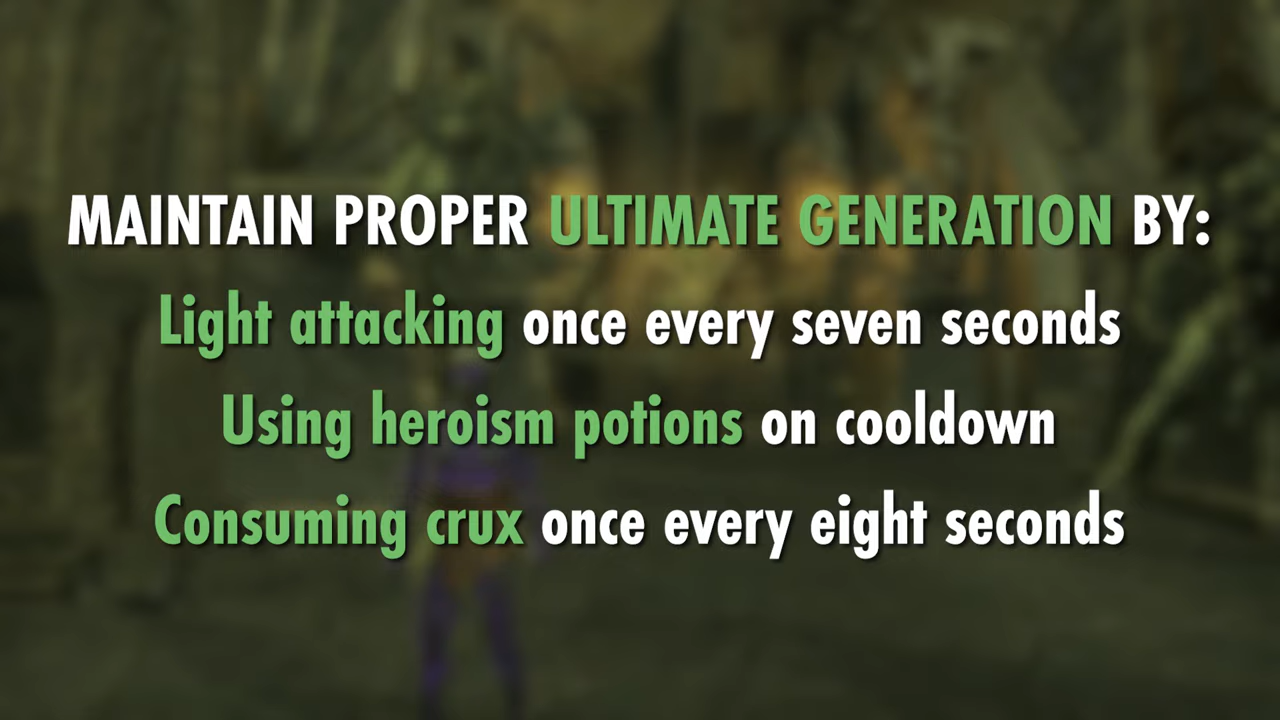 MAINTAIN PROPER ULTIMATE GENERATION BY:
Light attacking once every seven seconds
Using heroism potions on cooldown
Consuming crux once every eight seconds